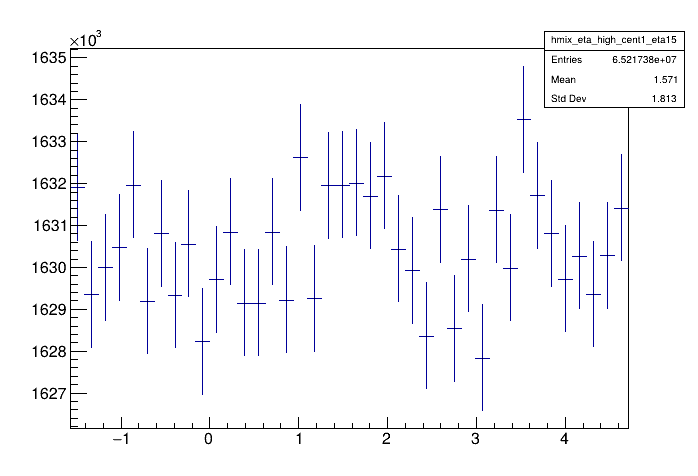 ×10³
hmix_eta_high_cent1_eta15
Entries 6.521738e+07
Mean 1.571
Std Dev 1.813
1635
1634
1633
1632
1631
1630
1629
1628
1627
−1 0 1 2 3 4